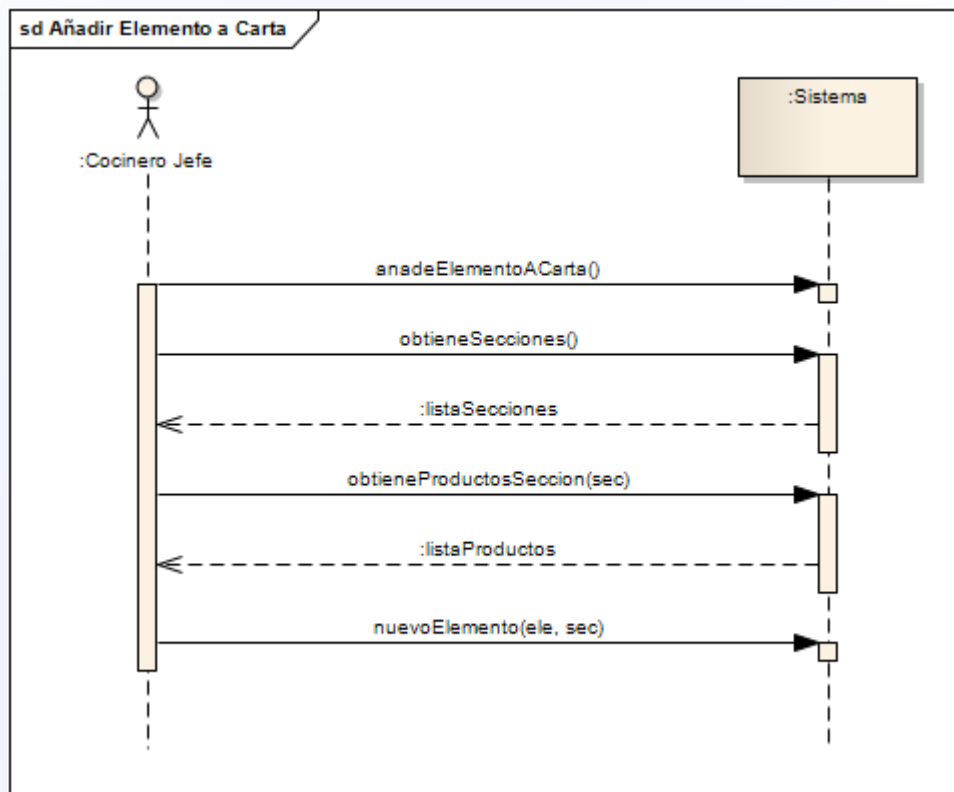 sd Añadir Elemento a Carta
:Cocinero Jefe
:Sistema
anadeElementoACarta()
obtieneSecciones()
:listaSecciones
obtieneProductosSeccion(sec)
:listaProductos
nuevoElemento(ele, sec)